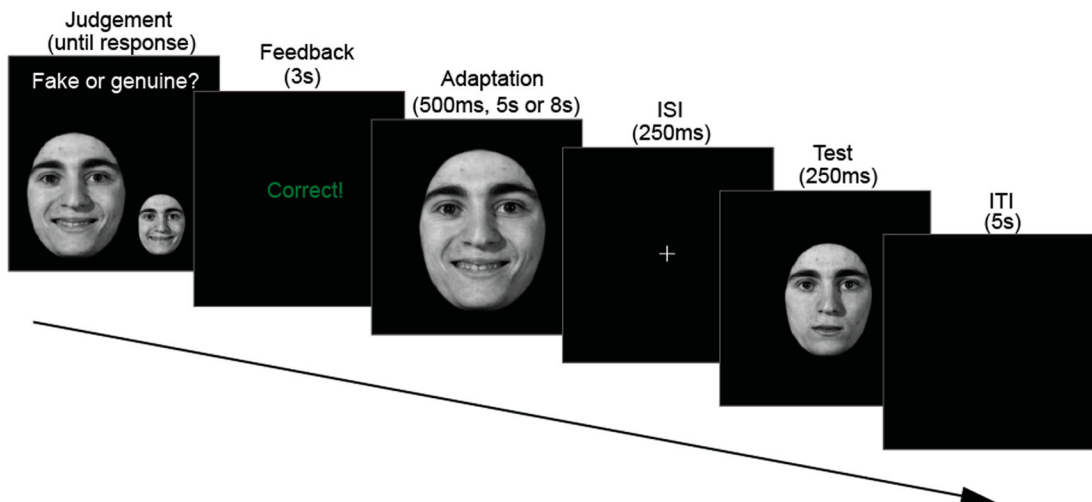 Judgement
(until response)
Fake or genuine?
Feedback
(3s)
Correct!
Adaptation
(500ms, 5s or 8s)
ISI
(250ms)
Test
(250ms)
ITI
(5s)